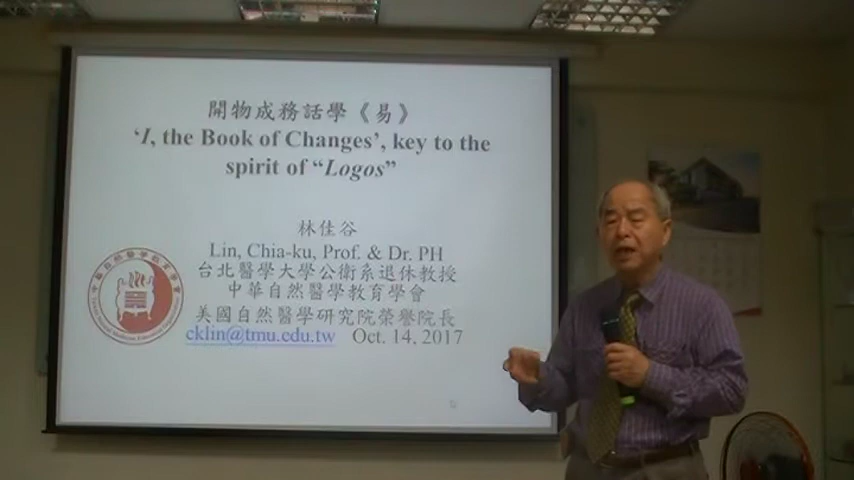 開物成務話學《易》
‘I, the Book of Changes’, key to the
spirit of “Logos”
林佳谷
Lin, Chia-ku, Prof. & Dr. PH
台北醫學大學公衛系退休教授
中華自然醫學教育學會
美國自然醫學研究院榮譽院長
cklin@tmu.edu.tw Oct. 14, 2017